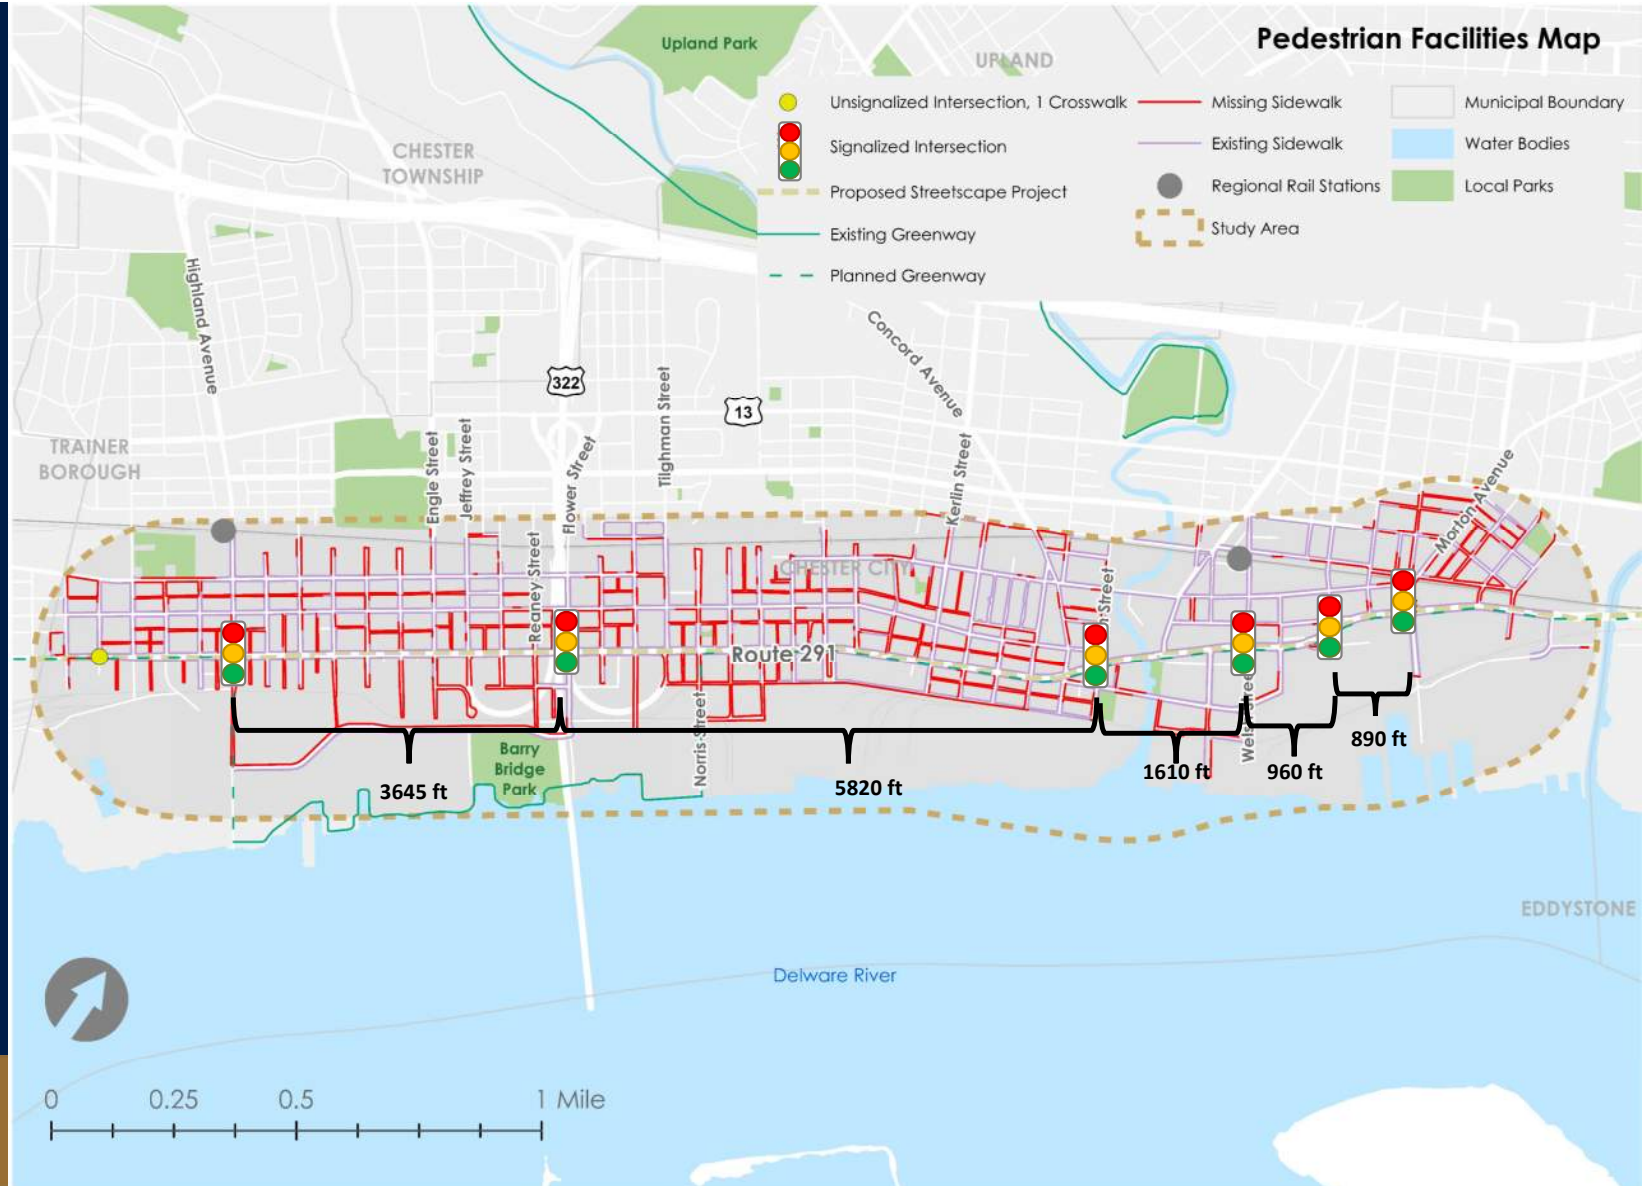 Pedestrian Facilities Map
Upland Park
UPLAND
Unsignalized Intersection, 1 Crosswalk
Missing Sidewalk
Municipal Boundary
Signalized Intersection
Existing Sidewalk
Water Bodies
Proposed Streetscape Project
Regional Rail Stations
Local Parks
Existing Greenway
Study Area
Planned Greenway
CHESTER
TOWNSHIP
Highland Avenue
Concord Avenue
322
13
TRAINER
BOROUGH
Engle Street
Jeffrey Street
Flower Street
Tilghman Street
Kerlin Street
Morton Avenue
Reaney Street
CHESTER CITY
Route 291
Norris Street
Barry
Bridge
Park
3645 ft
5820 ft
1610 ft
960 ft
890 ft
EDDYSTONE
Delware River
0 0.25 0.5 1 Mile